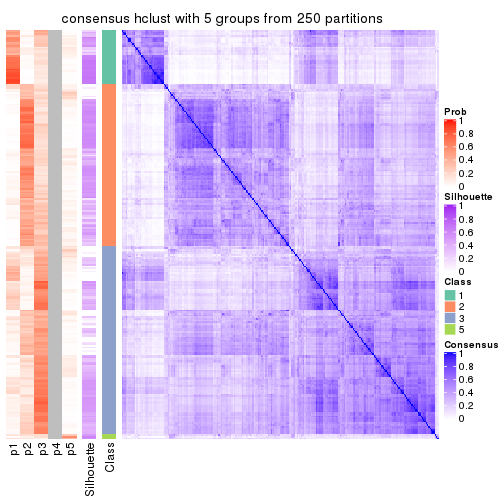 consensus hclust with 5 groups from 250 partitions
Prob
1
0.8
0.6
0.4
0.2
0
Silhouette
1
0.8
0.6
0.4
0.2
0
Class
1
2
3
5
Consensus
1
0.8
0.6
0.4
0.2
0
p1
p2
p3
p4
p5
Silhouette
Class